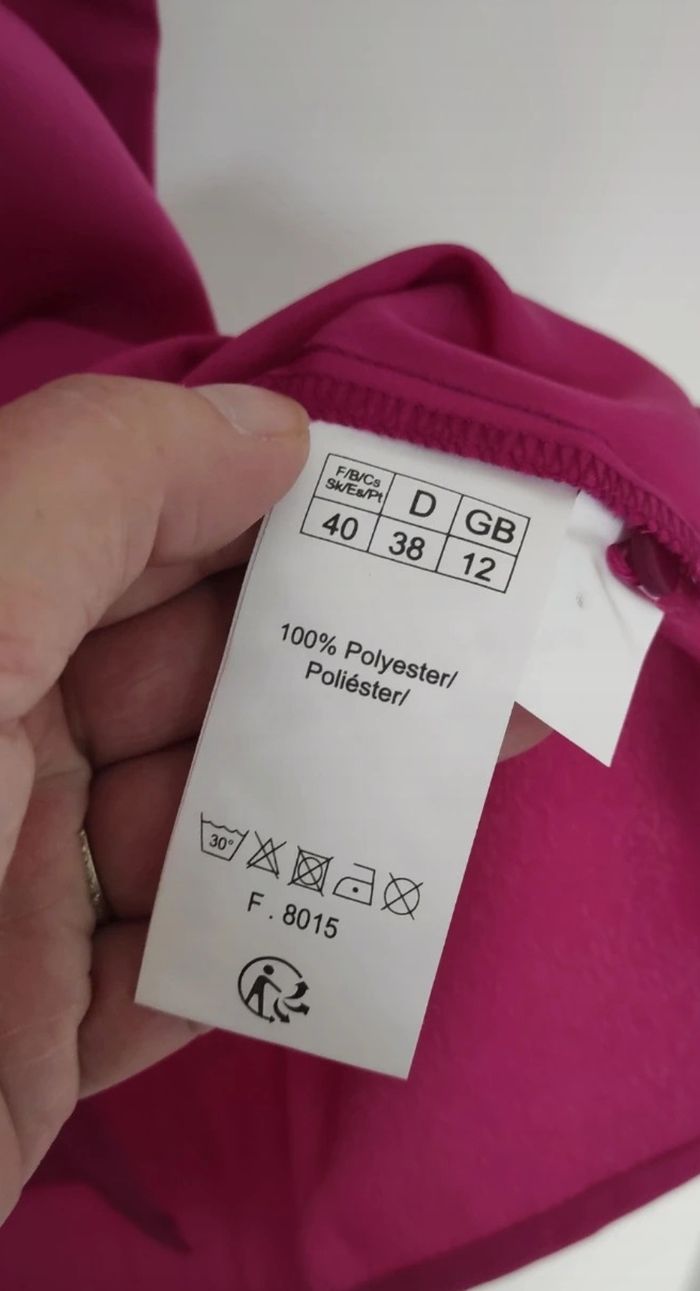 F/B/Cs
Sk/Es/Pt
D
GB
40
38
12
100% Polyester/
Poliéster/
30°
F . 8015